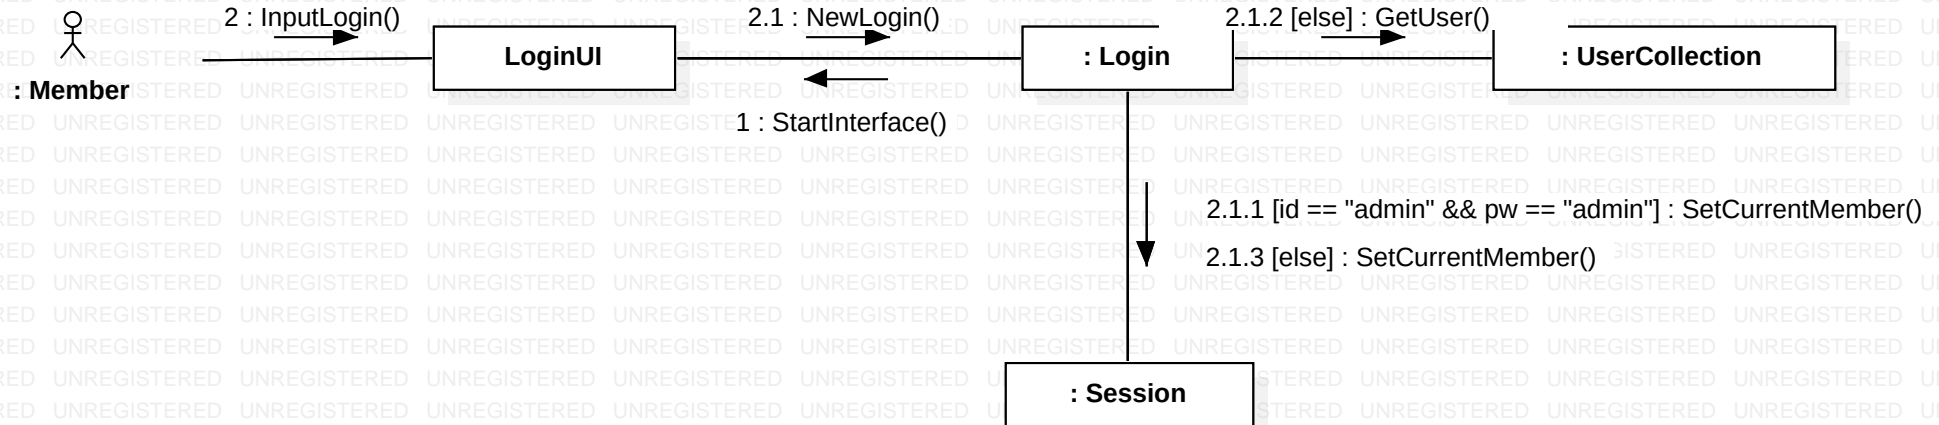 2 : InputLogin()
2.1 : NewLogin()
2.1.2 [else] : GetUser()
LoginUI
: Login
: UserCollection
: Member
1 : StartInterface()
2.1.1 [id == "admin" && pw == "admin"] : SetCurrentMember()
2.1.3 [else] : SetCurrentMember()
: Session
UNREGISTERED